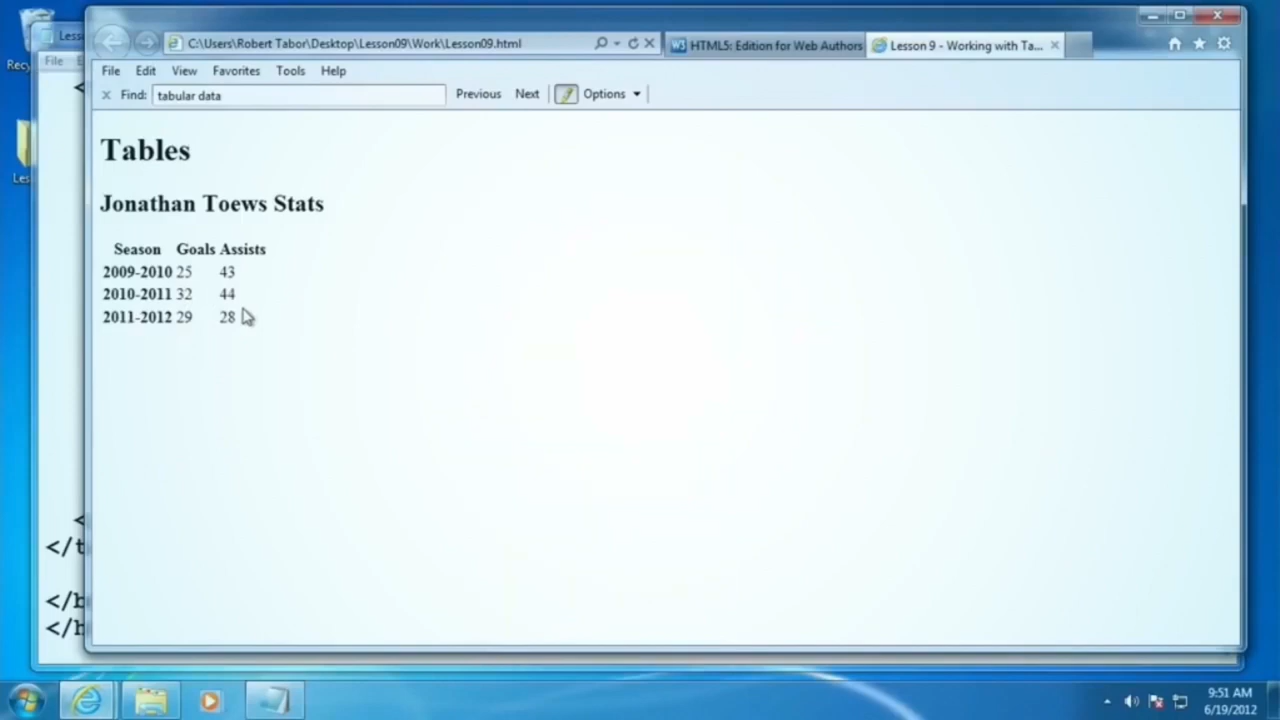 C:\Users\Robert Tabor\Desktop\Lesson09\Work\Lesson09.html
HTML5: Edition for Web Authors
Lesson 9 - Working with Ta...
File Edit View Favorites Tools Help
Find: tabular data Previous Next Options
File
Tables
Jonathan Toews Stats
Season Goals Assists
2009-2010 25 43
2010-2011 32 44
2011-2012 29 28
<
</t
</b
</h
9:51 AM
6/19/2012